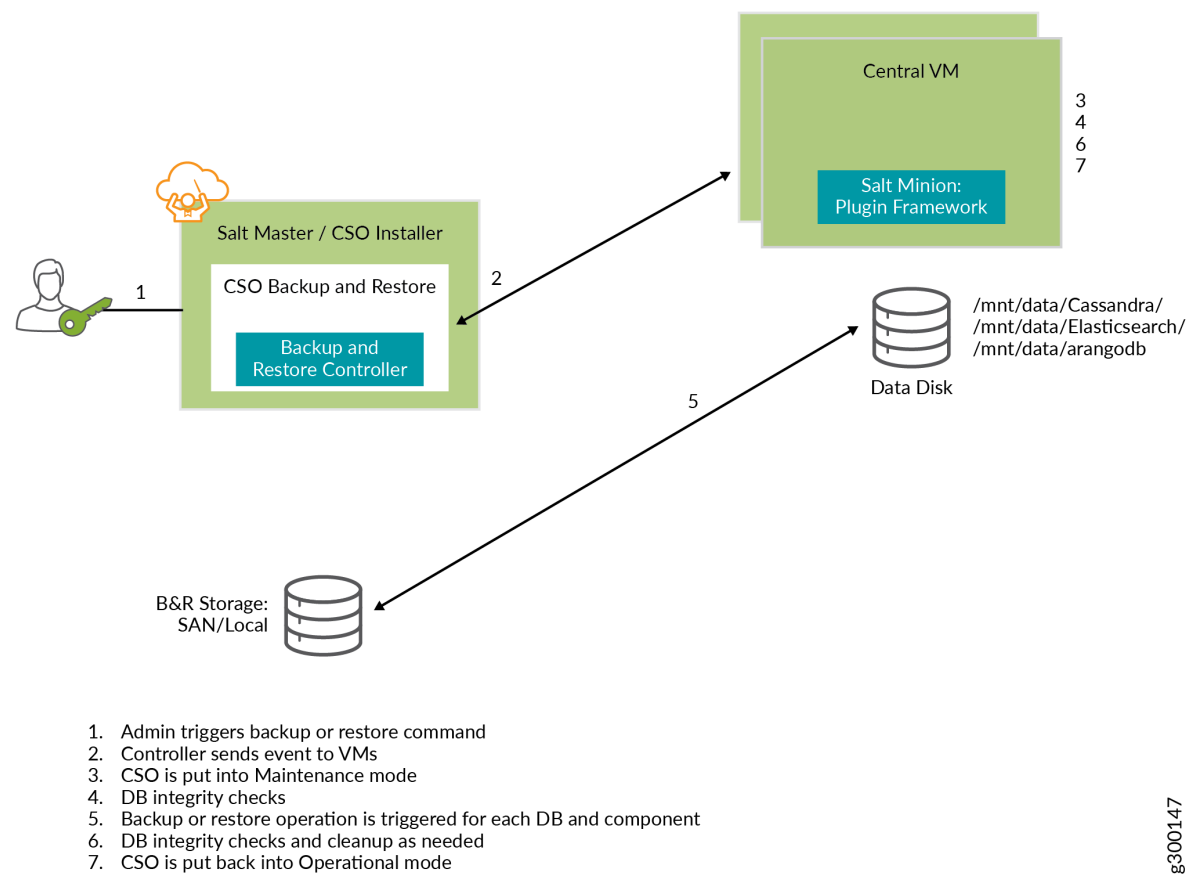 Central VM
3
4
6
7
Salt Minion:
Plugin Framework
Salt Master / CSO Installer
CSO Backup and Restore
Backup and
Restore Controller
1
2
/mnt/data/Cassandra/
/mnt/data/Elasticsearch/
/mnt/data/arangodb
Data Disk
5
B&R Storage:
SAN/Local
1. Admin triggers backup or restore command
2. Controller sends event to VMs
3. CSO is put into Maintenance mode
4. DB integrity checks
5. Backup or restore operation is triggered for each DB and component
6. DB integrity checks and cleanup as needed
7. CSO is put back into Operational mode
g300147